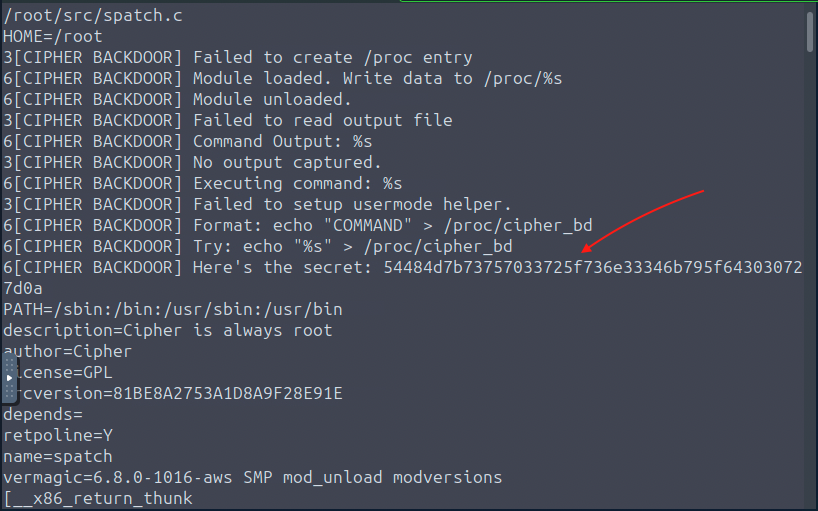 /root/src/spatch.c
HOME=/root
3[CIPHER BACKDOOR] Failed to create /proc entry
6[CIPHER BACKDOOR] Module loaded. Write data to /proc/%s
6[CIPHER BACKDOOR] Module unloaded.
3[CIPHER BACKDOOR] Failed to read output file
6[CIPHER BACKDOOR] Command Output: %s
3[CIPHER BACKDOOR] No output captured.
6[CIPHER BACKDOOR] Executing command: %s
3[CIPHER BACKDOOR] Failed to setup usermode helper.
6[CIPHER BACKDOOR] Format: echo "COMMAND" > /proc/cipher_bd
6[CIPHER BACKDOOR] Try: echo "%s" > /proc/cipher_bd
6[CIPHER BACKDOOR] Here's the secret: 54484d7b73757033725f736e33346b795f64303072
7d0a
PATH=/sbin:/bin:/usr/sbin:/usr/bin
description=Cipher is always root
author=Cipher
icense=GPL
rcversion=81BE8A2753A1D8A9F28E91E
depends=
retpoline=Y
name=spatch
vermagic=6.8.0-1016-aws SMP mod_unload modversions
[__x86_return_thunk